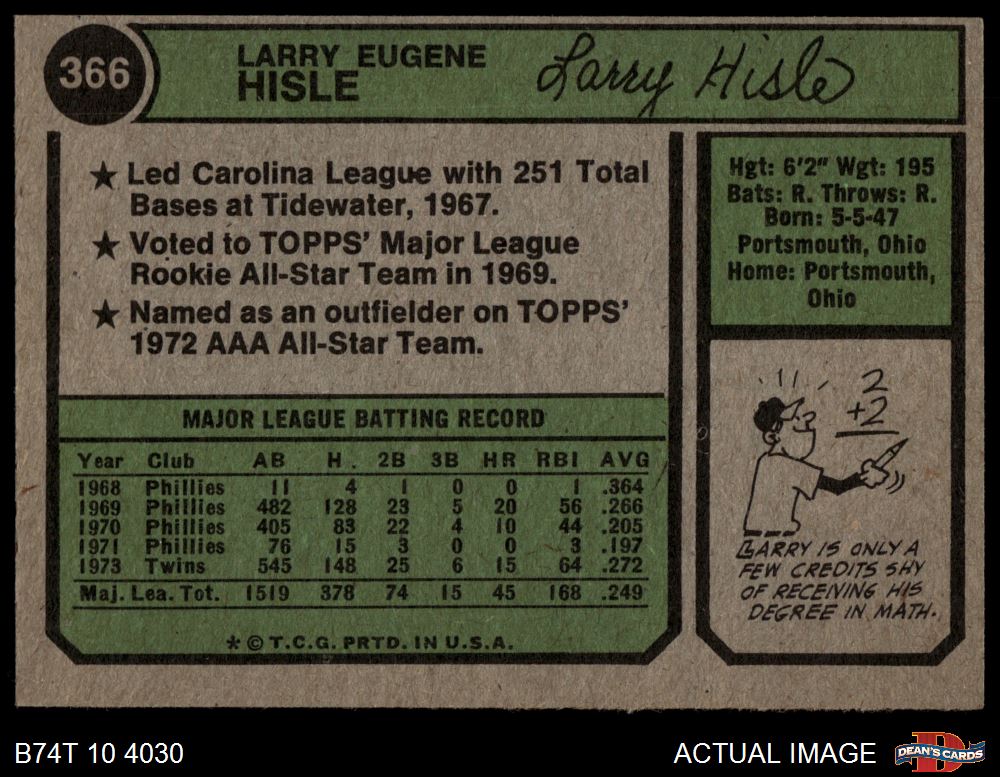 366
LARRY EUGENE
HISLE
Larry Hisle
★ Led Carolina League with 251 Total
Bases at Tidewater, 1967.
★ Voted to TOPPS' Major League
Rookie All-Star Team in 1969.
★ Named as an outfielder on TOPPS'
1972 AAA All-Star Team.
Hgt: 6'2" Wgt: 195
Bats: R. Throws: R.
Born: 5-5-47
Portsmouth, Ohio
Home: Portsmouth,
Ohio
MAJOR LEAGUE BATTING RECORD
Year Club AB H. 2B 3B HR RBI AVG
1968 Phillies 11 4 1 0 0 1 .364
1969 Phillies 482 128 23 5 20 56 .266
1970 Phillies 405 83 22 4 10 44 .205
1971 Phillies 76 15 3 0 0 3 .197
1973 Twins 545 148 25 6 15 64 .272
Maj. Lea. Tot. 1519 378 74 15 45 168 .249
* © T.C.G. PRTD. IN U.S.A.
2
+2
LARRY IS ONLY A
FEW CREDITS SHY
OF RECEIVING HIS
DEGREE IN MATH.
B74T 10 4030
ACTUAL IMAGE
D
DEAN'S CARDS